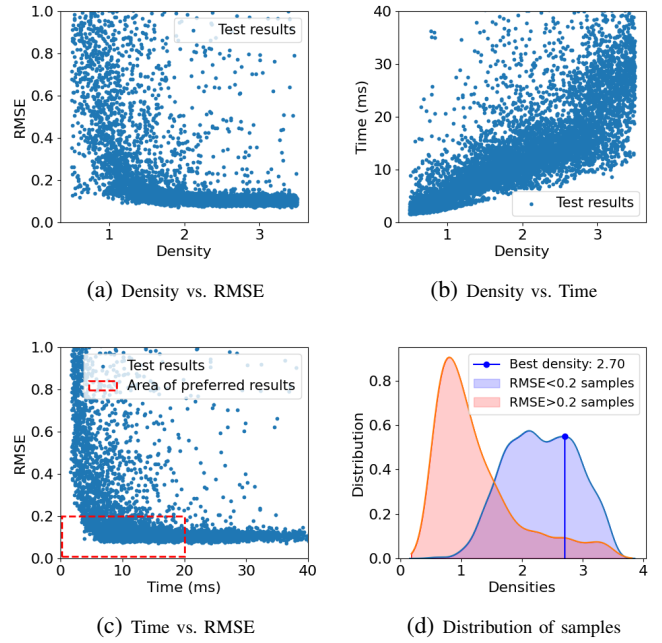 1.0
0.8
0.6
0.4
0.2
0.0
RMSE
Test results
1 2 3
Density
(a) Density vs. RMSE
40
30
20
10
0
Time (ms)
Test results
1 2 3
Density
(b) Density vs. Time
1.0
0.8
0.6
0.4
0.2
0.0
RMSE
Test results
Area of preferred results
0 10 20 30 40
Time (ms)
(c) Time vs. RMSE
0.8
0.6
0.4
0.2
0.0
Distribution
Best density: 2.70
RMSE<0.2 samples
RMSE>0.2 samples
0 1 2 3 4
Densities
(d) Distribution of samples